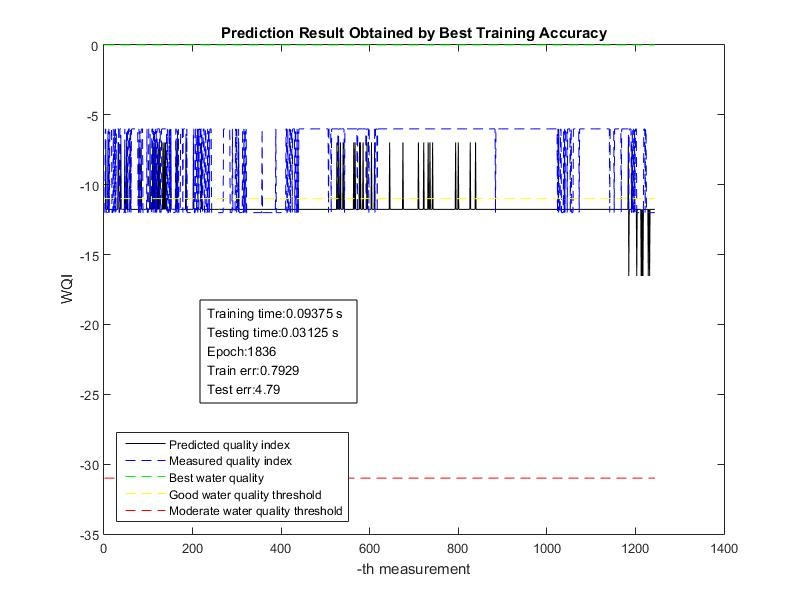 Prediction Result Obtained by Best Training Accuracy
0
-5
-10
-15
-20
-25
-30
-35
WQI
Training time:0.09375 s
Testing time:0.03125 s
Epoch:1836
Train err:0.7929
Test err:4.79
Predicted quality index
Measured quality index
Best water quality
Good water quality threshold
Moderate water quality threshold
0 200 400 600 800 1000 1200 1400
-th measurement